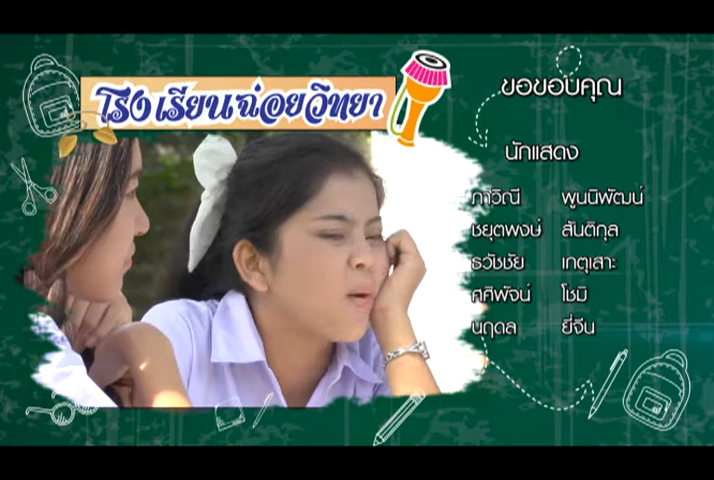 โรงเรียนฉ่อยวิทยา
ขอขอบคุณ
นักแสดง
ภาวิณี พูนนิพัฒน์
ชยุตพงษ์ สันติกุล
ธวัชชัย เกตุเสาะ
ศศิพัจน์ โชมิ
นฤดล ยี่จีน